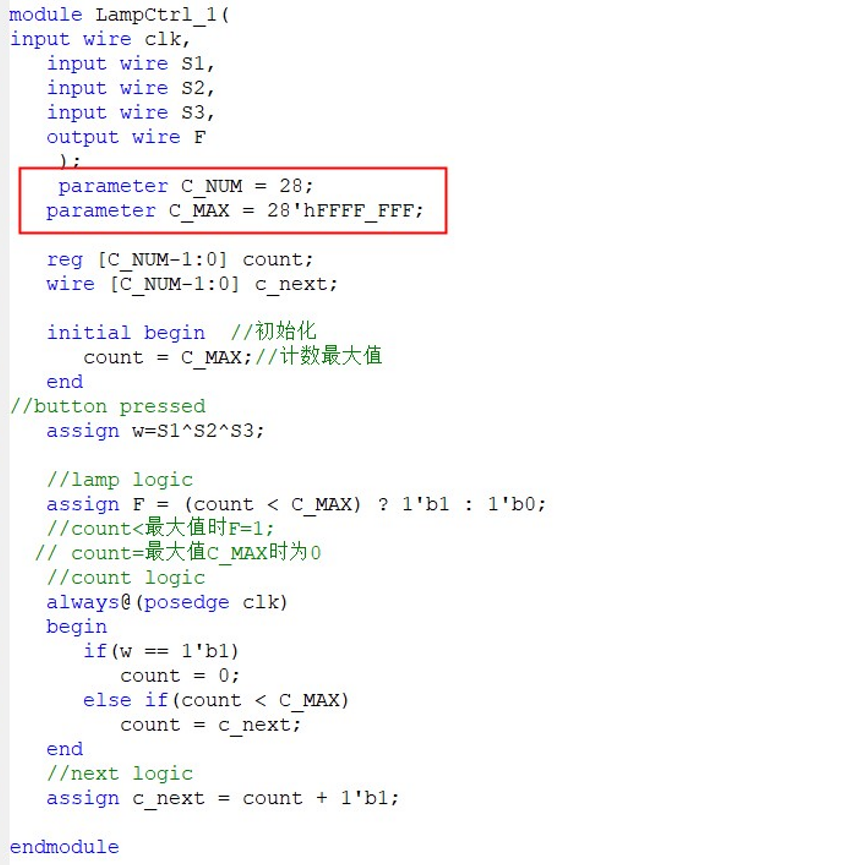 module LampCtrl_1(
input wire clk,
input wire S1,
input wire S2,
input wire S3,
output wire F
);
parameter C_NUM = 28;
parameter C_MAX = 28'hFFFF_FFF;
reg [C_NUM-1:0] count;
wire [C_NUM-1:0] c_next;
initial begin //初始化
count = C_MAX;//计数最大值
end
//button pressed
assign w=S1^S2^S3;
//lamp logic
assign F = (count < C_MAX) ? 1'b1 : 1'b0;
//count<最大值时F=1;
// count=最大值C_MAX时为0
//count logic
always@(posedge clk)
begin
if(w == 1'b1)
count = 0;
else if(count < C_MAX)
count = c_next;
end
//next logic
assign c_next = count + 1'b1;
endmodule